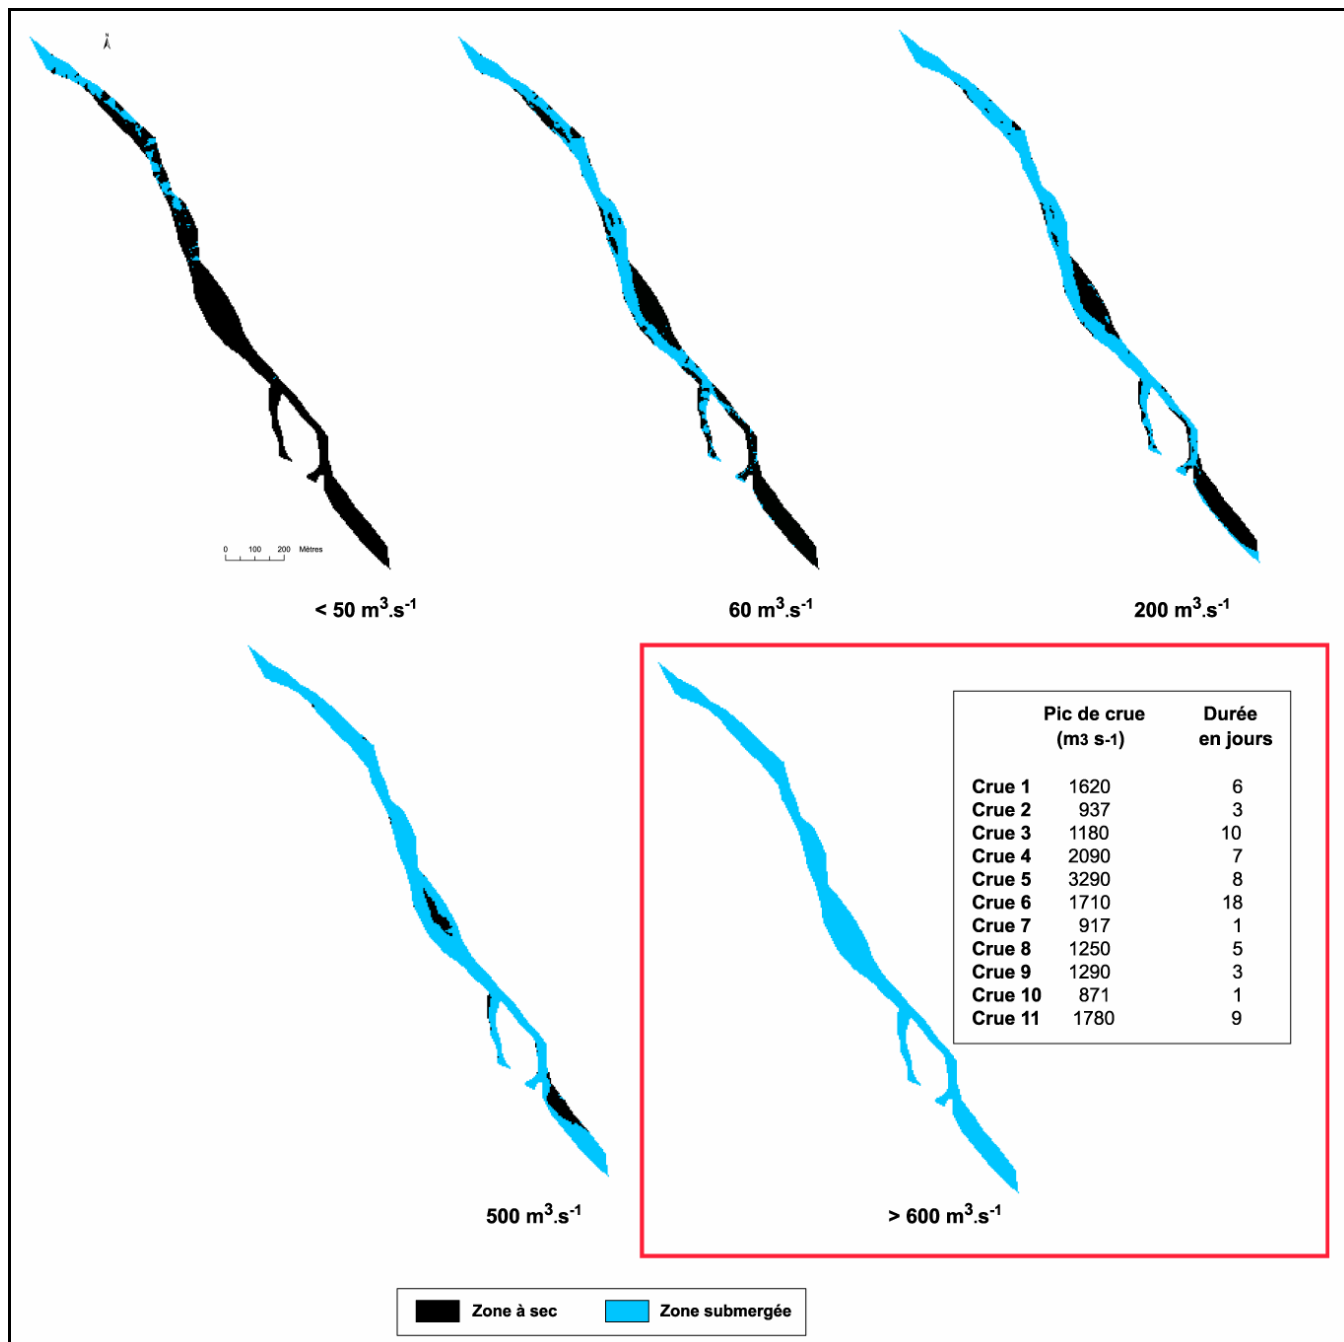 N
0 100 200 Mètres
< 50 m³.s⁻¹
60 m³.s⁻¹
200 m³.s⁻¹
500 m³.s⁻¹
> 600 m³.s⁻¹
Pic de crue Durée
(m3 s-1) en jours
Crue 1 1620 6
Crue 2 937 3
Crue 3 1180 10
Crue 4 2090 7
Crue 5 3290 8
Crue 6 1710 18
Crue 7 917 1
Crue 8 1250 5
Crue 9 1290 3
Crue 10 871 1
Crue 11 1780 9
Zone à sec Zone submergée